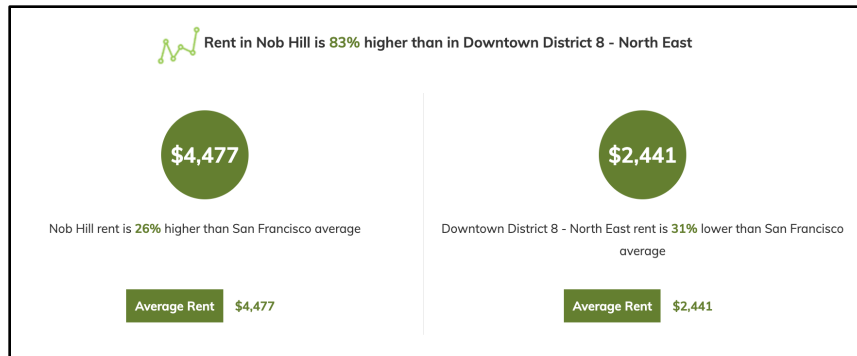 Rent in Nob Hill is 83% higher than in Downtown District 8 - North East
$4,477
Nob Hill rent is 26% higher than San Francisco average
Average Rent $4,477
$2,441
Downtown District 8 - North East rent is 31% lower than San Francisco
average
Average Rent $2,441